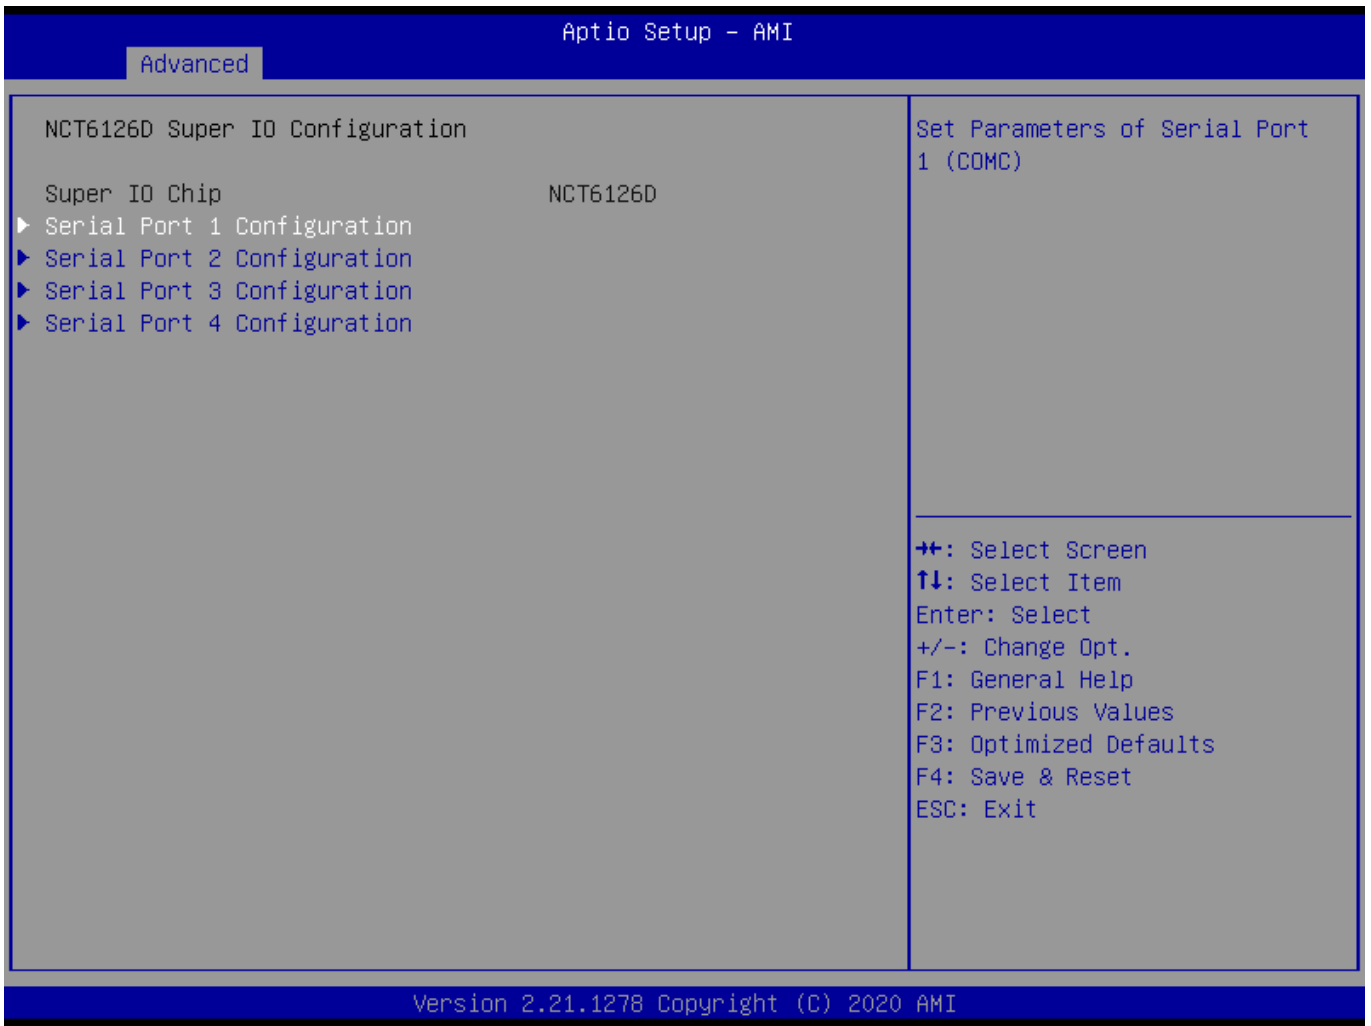 Aptio Setup – AMI
Advanced
NCT6126D Super IO Configuration
Super IO Chip NCT6126D
Serial Port 1 Configuration
Serial Port 2 Configuration
Serial Port 3 Configuration
Serial Port 4 Configuration
Set Parameters of Serial Port
1 (COMC)
→←: Select Screen
↑↓: Select Item
Enter: Select
+/-: Change Opt.
F1: General Help
F2: Previous Values
F3: Optimized Defaults
F4: Save & Reset
ESC: Exit
Version 2.21.1278 Copyright (C) 2020 AMI